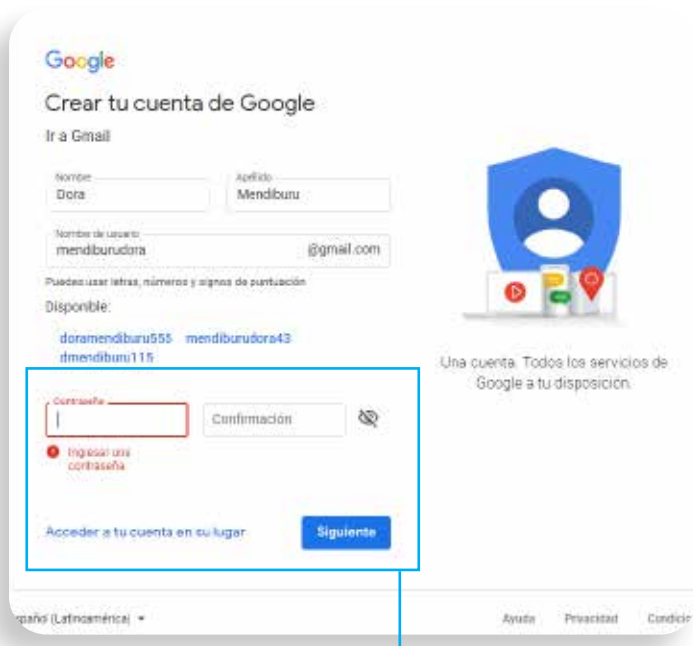 Google
Crear tu cuenta de Google
Ir a Gmail
Nombre
Dora
Apellido
Mendiburu
Nombre de usuario
mendiburudora @gmail.com
Puedes usar letras, números y signos de puntuación
Disponible:
doramendiburu555 mendiburudora43
dmendiburu115
Contraseña
Confirmación
Ingresar una
contraseña
Acceder a tu cuenta en su lugar
Siguiente
Una cuenta. Todos los servicios de
Google a tu disposición.
spañol (Latinoamérica)
Ayuda Privacidad Condicion